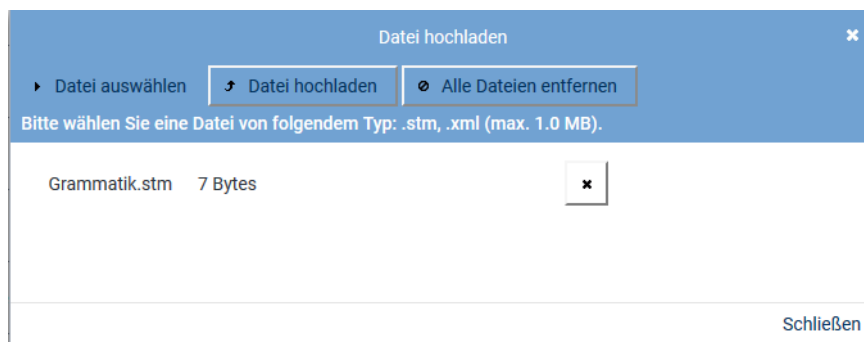 Datei hochladen
Datei auswählen Datei hochladen Alle Dateien entfernen
Bitte wählen Sie eine Datei von folgendem Typ: .stm, .xml (max. 1.0 MB).
Grammatik.stm 7 Bytes
Schließen